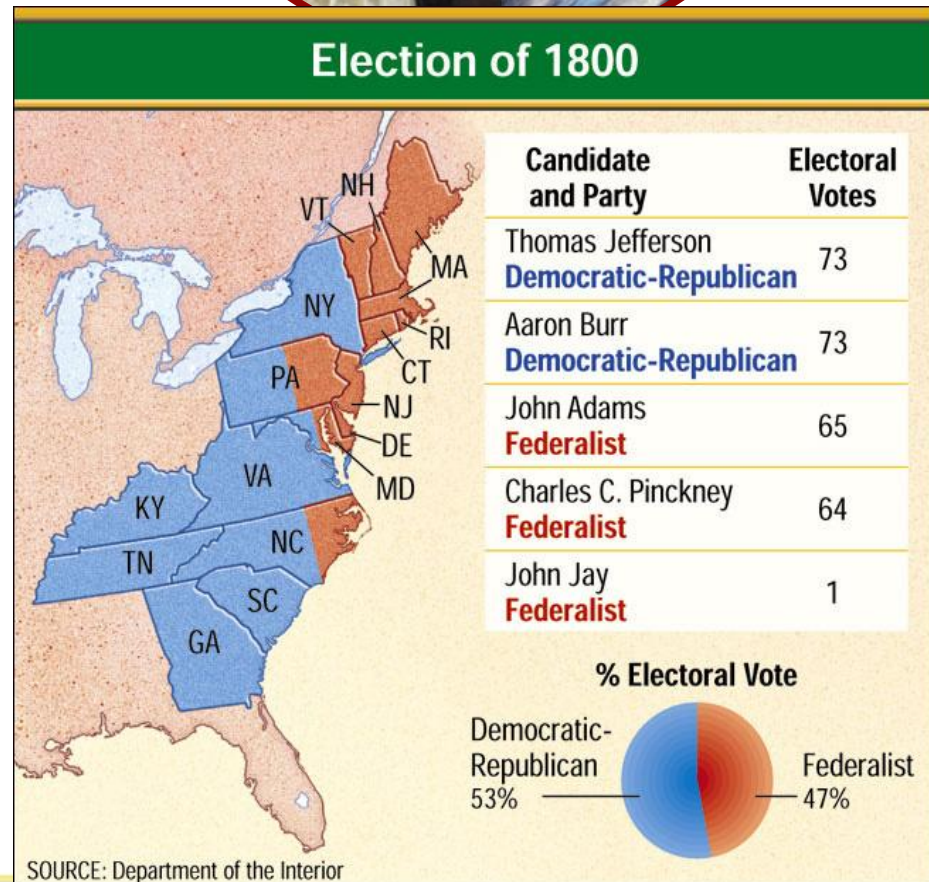 Election of 1800
NH
VT
MA
NY
RI
CT
PA
NJ
DE
MD
VA
KY
NC
TN
SC
GA
Candidate and Party Electoral Votes
Thomas Jefferson
Democratic-Republican 73
Aaron Burr
Democratic-Republican 73
John Adams
Federalist 65
Charles C. Pinckney
Federalist 64
John Jay
Federalist 1
% Electoral Vote
Democratic-
Republican
53%
Federalist
47%
SOURCE: Department of the Interior